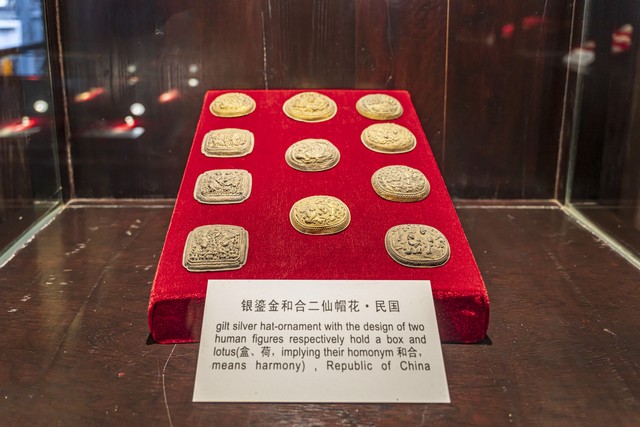 银鎏金和合二仙帽花·民国
gilt silver hat-ornament with the design of two
human figures respectively hold a box and
lotus(盒、荷，implying their homonym 和合，
means harmony)，Republic of China